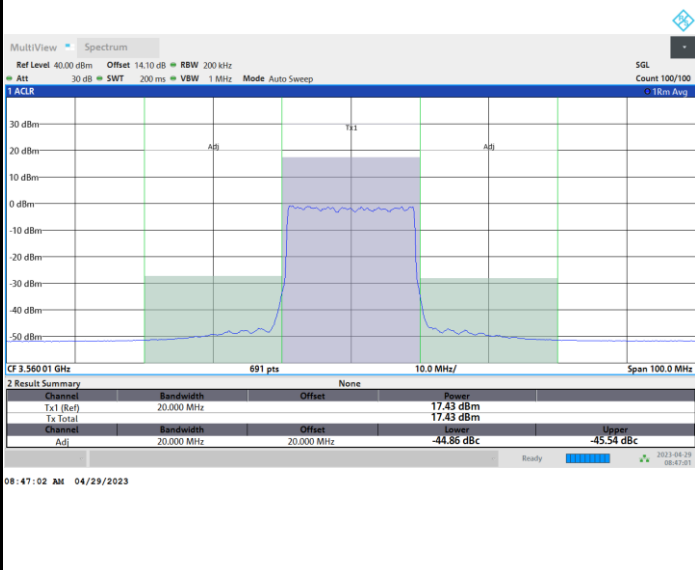 MultiView Spectrum
Ref Level 40.00 dBm Offset 14.10 dB RBW 200 kHz SGL
Att 30 dB SWT 200 ms VBW 1 MHz Mode Auto Sweep Count 100/100
1 ACLR 1Rm Avg
30 dBm
Tx1
20 dBm Adj Adj
10 dBm
0 dBm
-10 dBm
-20 dBm
-30 dBm
-40 dBm
-50 dBm
CF 3.56001 GHz 691 pts 10.0 MHz/ Span 100.0 MHz
2 Result Summary None
Channel Bandwidth Offset Power
Tx1 (Ref) 20.000 MHz 17.43 dBm
Tx Total 17.43 dBm
Channel Bandwidth Offset Lower Upper
Adj 20.000 MHz 20.000 MHz -44.86 dBc -45.54 dBc
Ready 2023-04-29
08:47:01
08:47:02 AM 04/29/2023